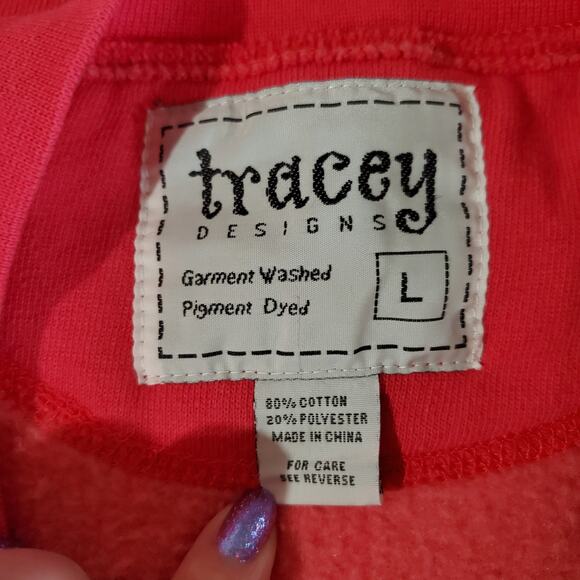 tracey
DESIGNS
Garment Washed
Pigment Dyed
L
80% COTTON
20% POLYESTER
MADE IN CHINA
FOR CARE
SEE REVERSE